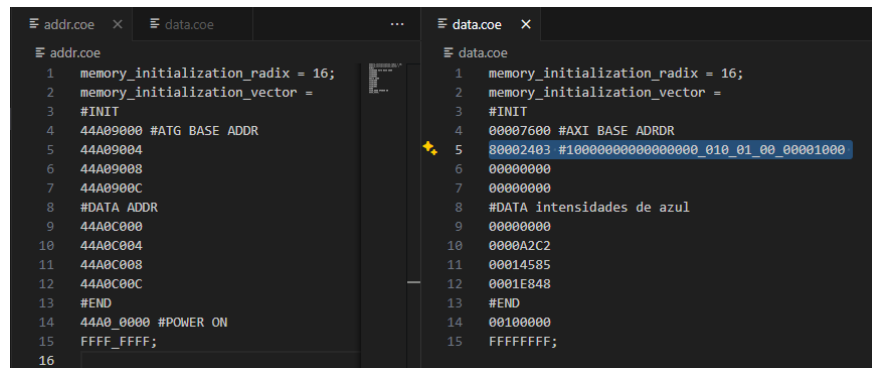 addr.coe × data.coe ...
addr.coe
1 memory_initialization_radix = 16;
2 memory_initialization_vector =
3 #INIT
4 44A09000 #ATG BASE ADDR
5 44A09004
6 44A09008
7 44A0900C
8 #DATA ADDR
9 44A0C000
10 44A0C004
11 44A0C008
12 44A0C00C
13 #END
14 44A0_0000 #POWER ON
15 FFFF_FFFF;
16
data.coe ×
data.coe
1 memory_initialization_radix = 16;
2 memory_initialization_vector =
3 #INIT
4 00007600 #AXI BASE ADRDR
5 80002403 #10000000000000000_010_01_00_00001000
6 00000000
7 00000000
8 #DATA intensidades de azul
9 00000000
10 0000A2C2
11 00014585
12 0001E848
13 #END
14 00100000
15 FFFFFFFF;